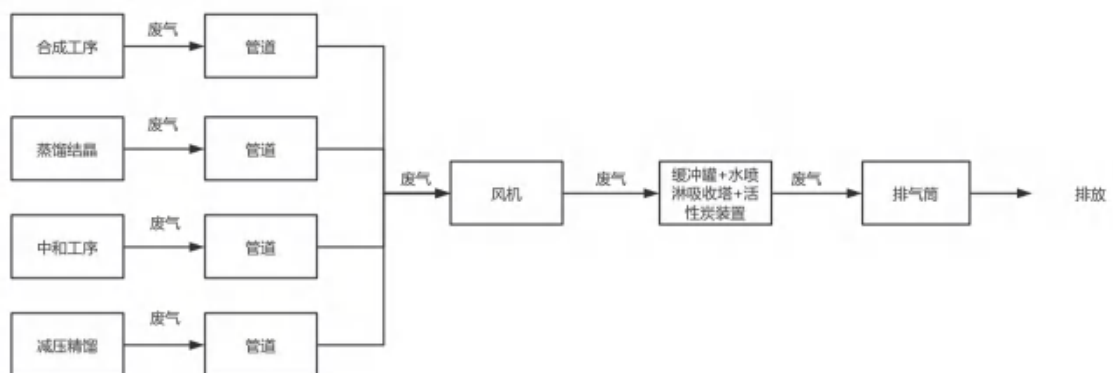 废气
合成工序
管道
废气
蒸馏结晶
管道
废气
风机
废气
缓冲罐+水喷
淋吸收塔+活
性炭装置
废气
排气筒
排放
废气
中和工序
管道
废气
减压精馏
管道